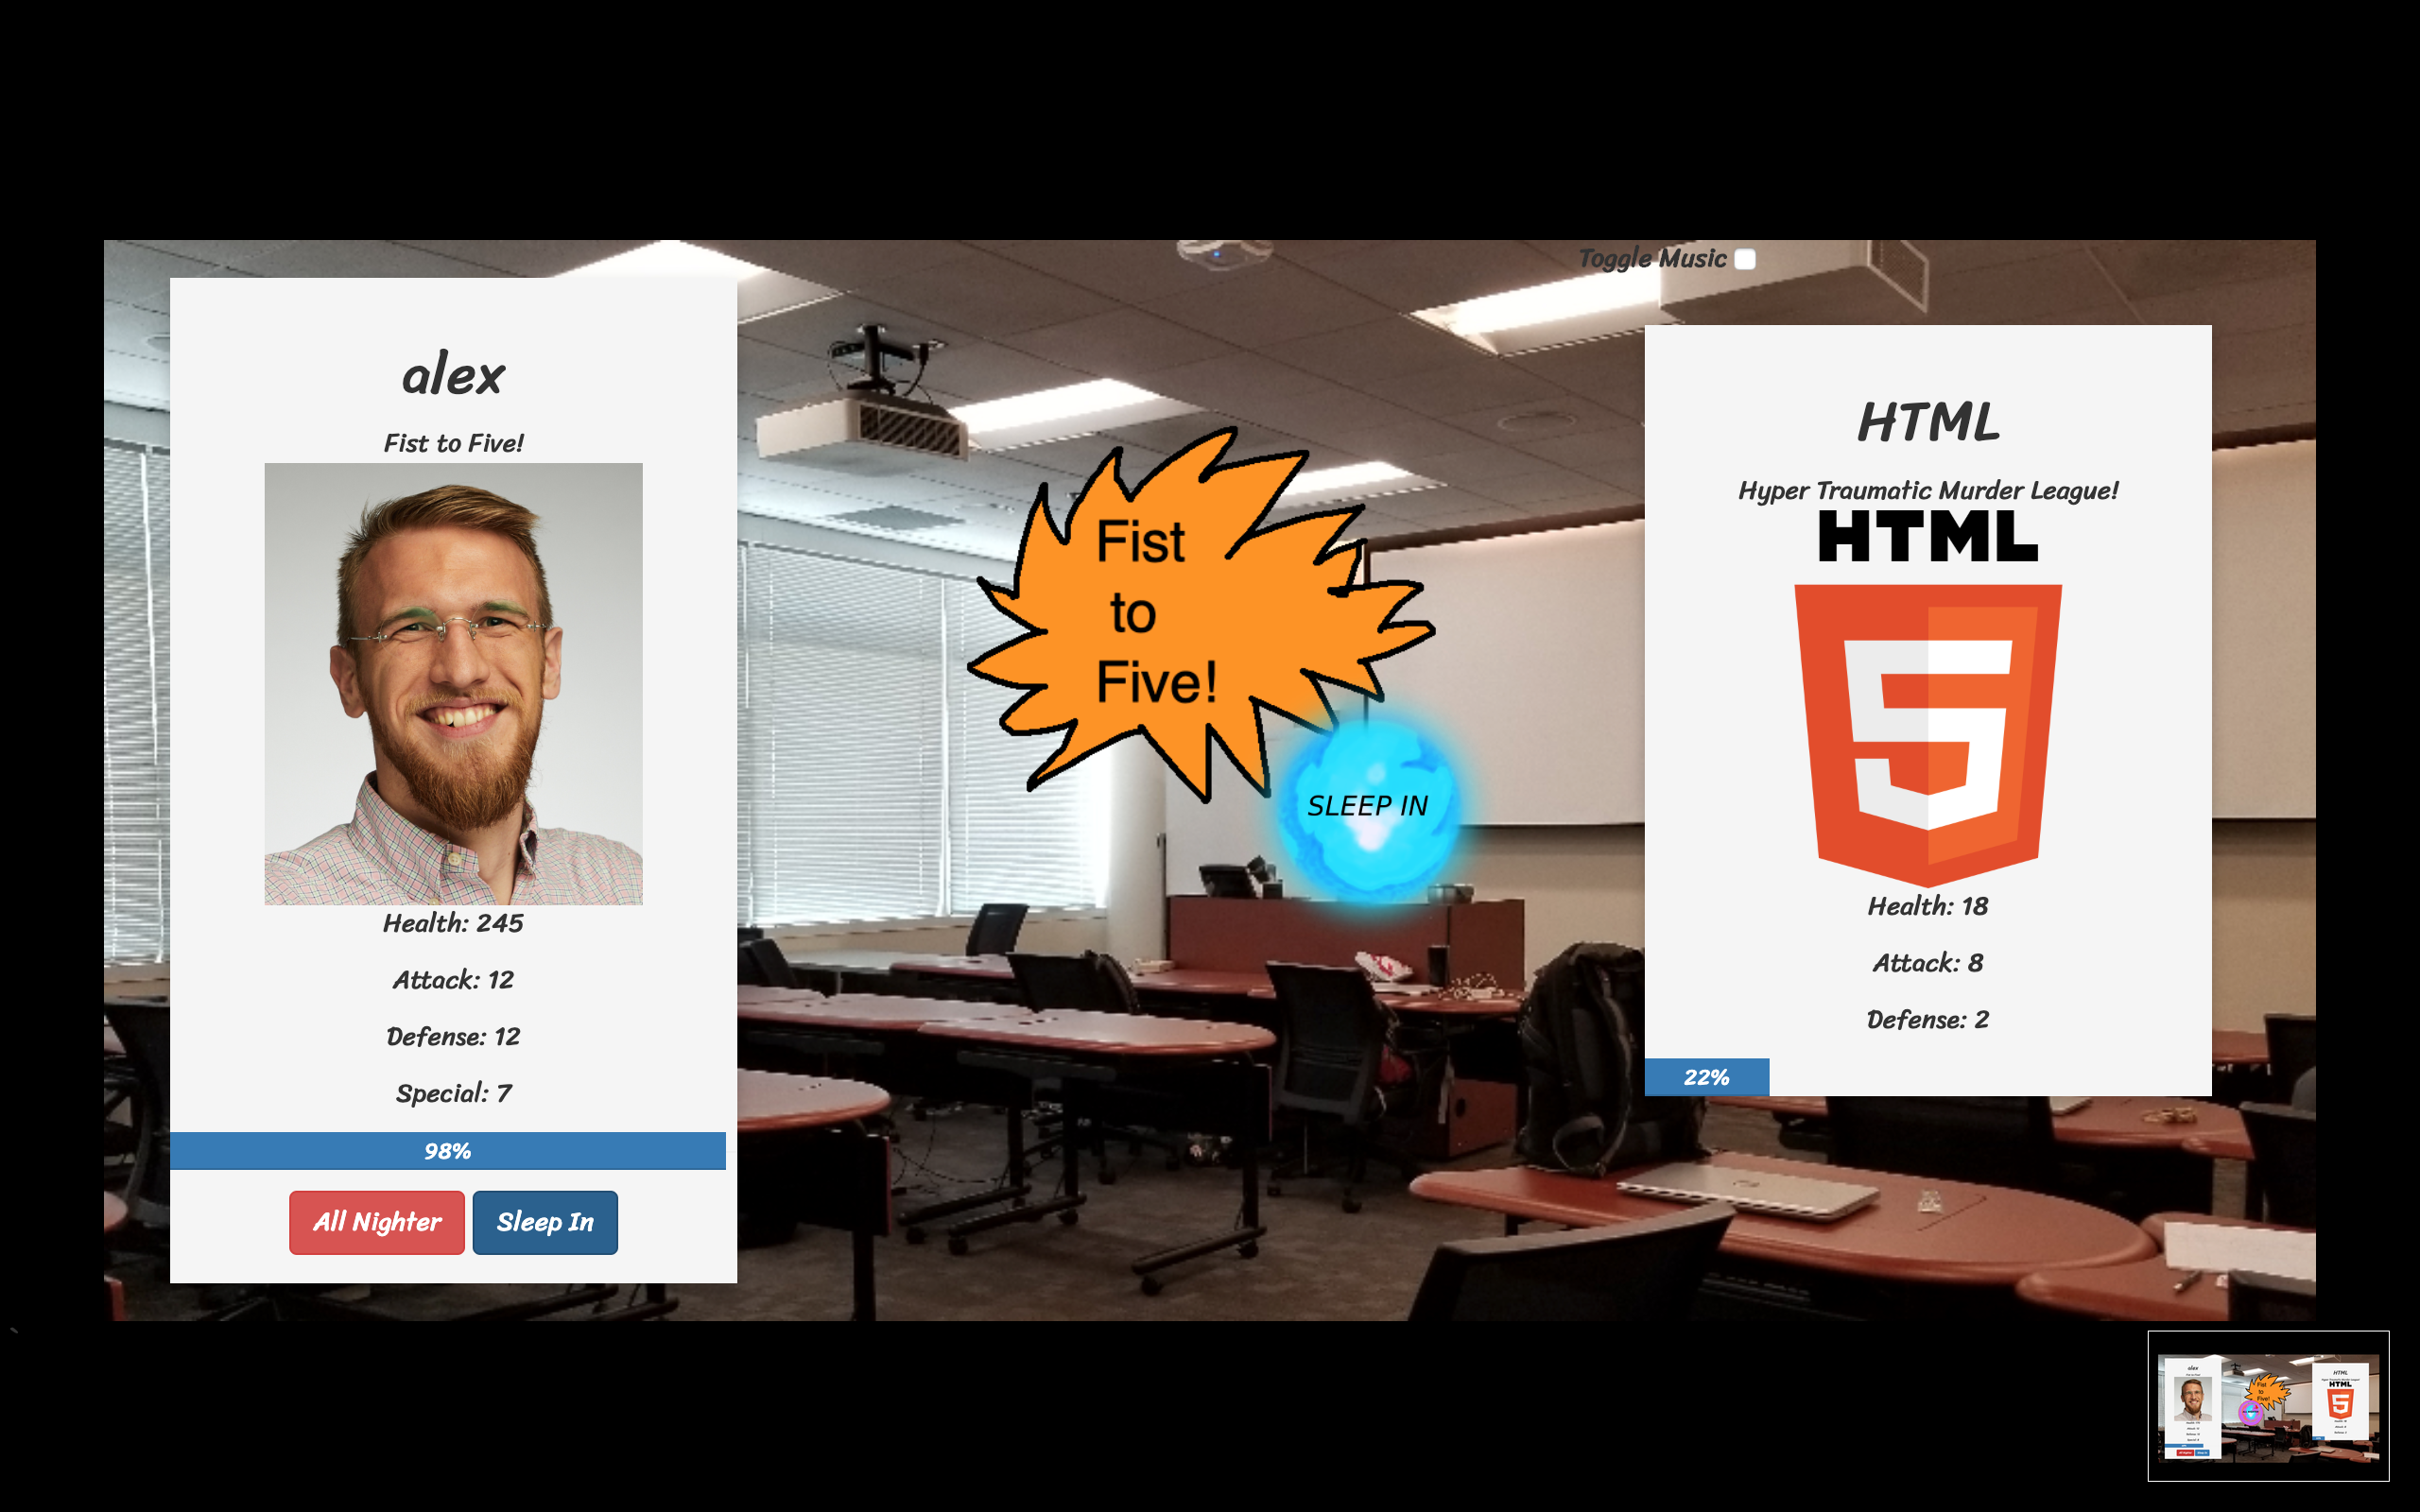 Toggle Music
alex
Fist to Five!
Health: 245
Attack: 12
Defense: 12
Special: 7
98%
All Nighter
Sleep In
Fist
to
Five!
SLEEP IN
HTML
Hyper Traumatic Murder League!
HTML
5
Health: 18
Attack: 8
Defense: 2
22%